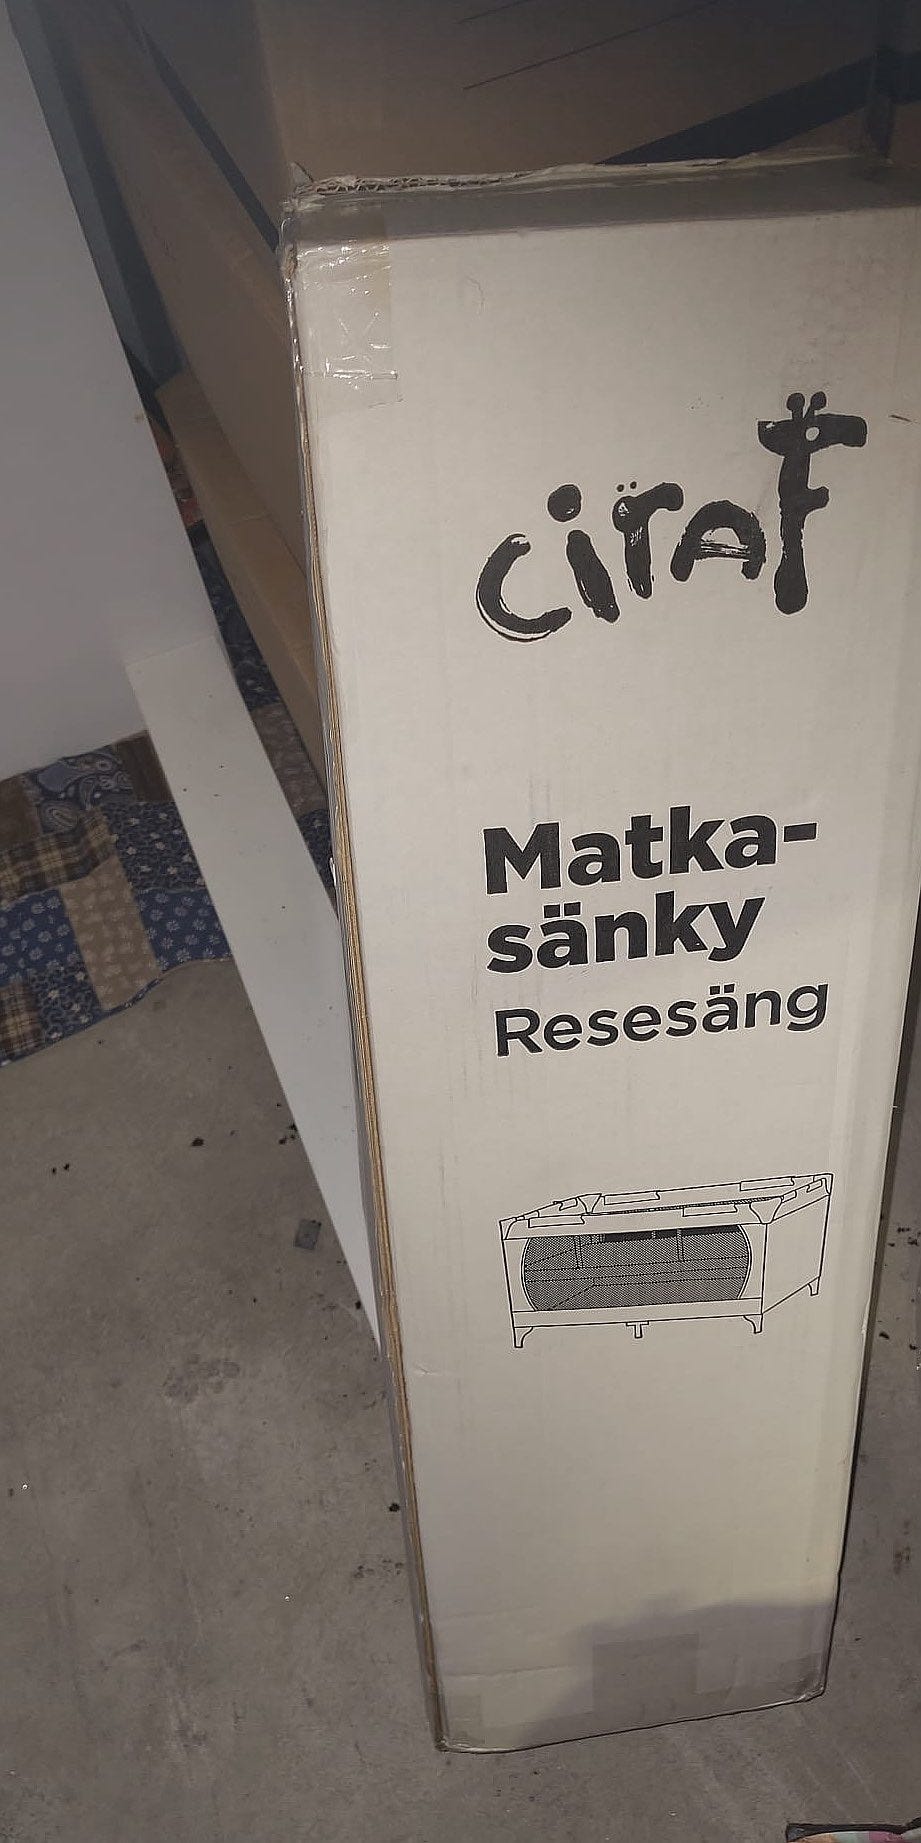 ciraf
Matka-
sänky
Resesäng